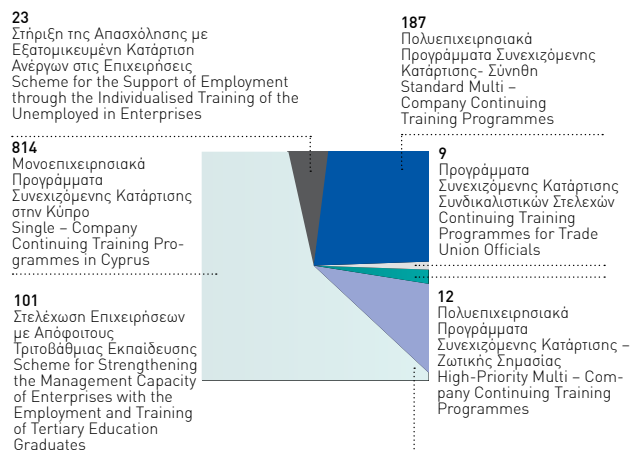 23
Στήριξη της Απασχόλησης με
Εξατομικευμένη Κατάρτιση
Ανέργων στις Επιχειρήσεις
Scheme for the Support of Employment
through the Individualised Training of the
Unemployed in Enterprises
814
Μονοεπιχειρησιακά
Προγράμματα
Συνεχιζόμενης Κατάρτισης
στην Κύπρο
Single – Company
Continuing Training Pro-
grammes in Cyprus
101
Στελέχωση Επιχειρήσεων
με Απόφοιτους
Τριτοβάθμιας Εκπαίδευσης
Scheme for Strengthening
the Management Capacity
of Enterprises with the
Employment and Training
of Tertiary Education
Graduates
187
Πολυεπιχειρησιακά
Προγράμματα Συνεχιζόμενης
Κατάρτισης- Σύνηθη
Standard Multi –
Company Continuing
Training Programmes
9
Προγράμματα
Συνεχιζόμενης Κατάρτισης
Συνδικαλιστικών Στελεχών
Continuing Training
Programmes for Trade
Union Officials
12
Πολυεπιχειρησιακά
Προγράμματα
Συνεχιζόμενης Κατάρτισης –
Ζωτικής Σημασίας
High-Priority Multi – Com-
pany Continuing Training
Programmes